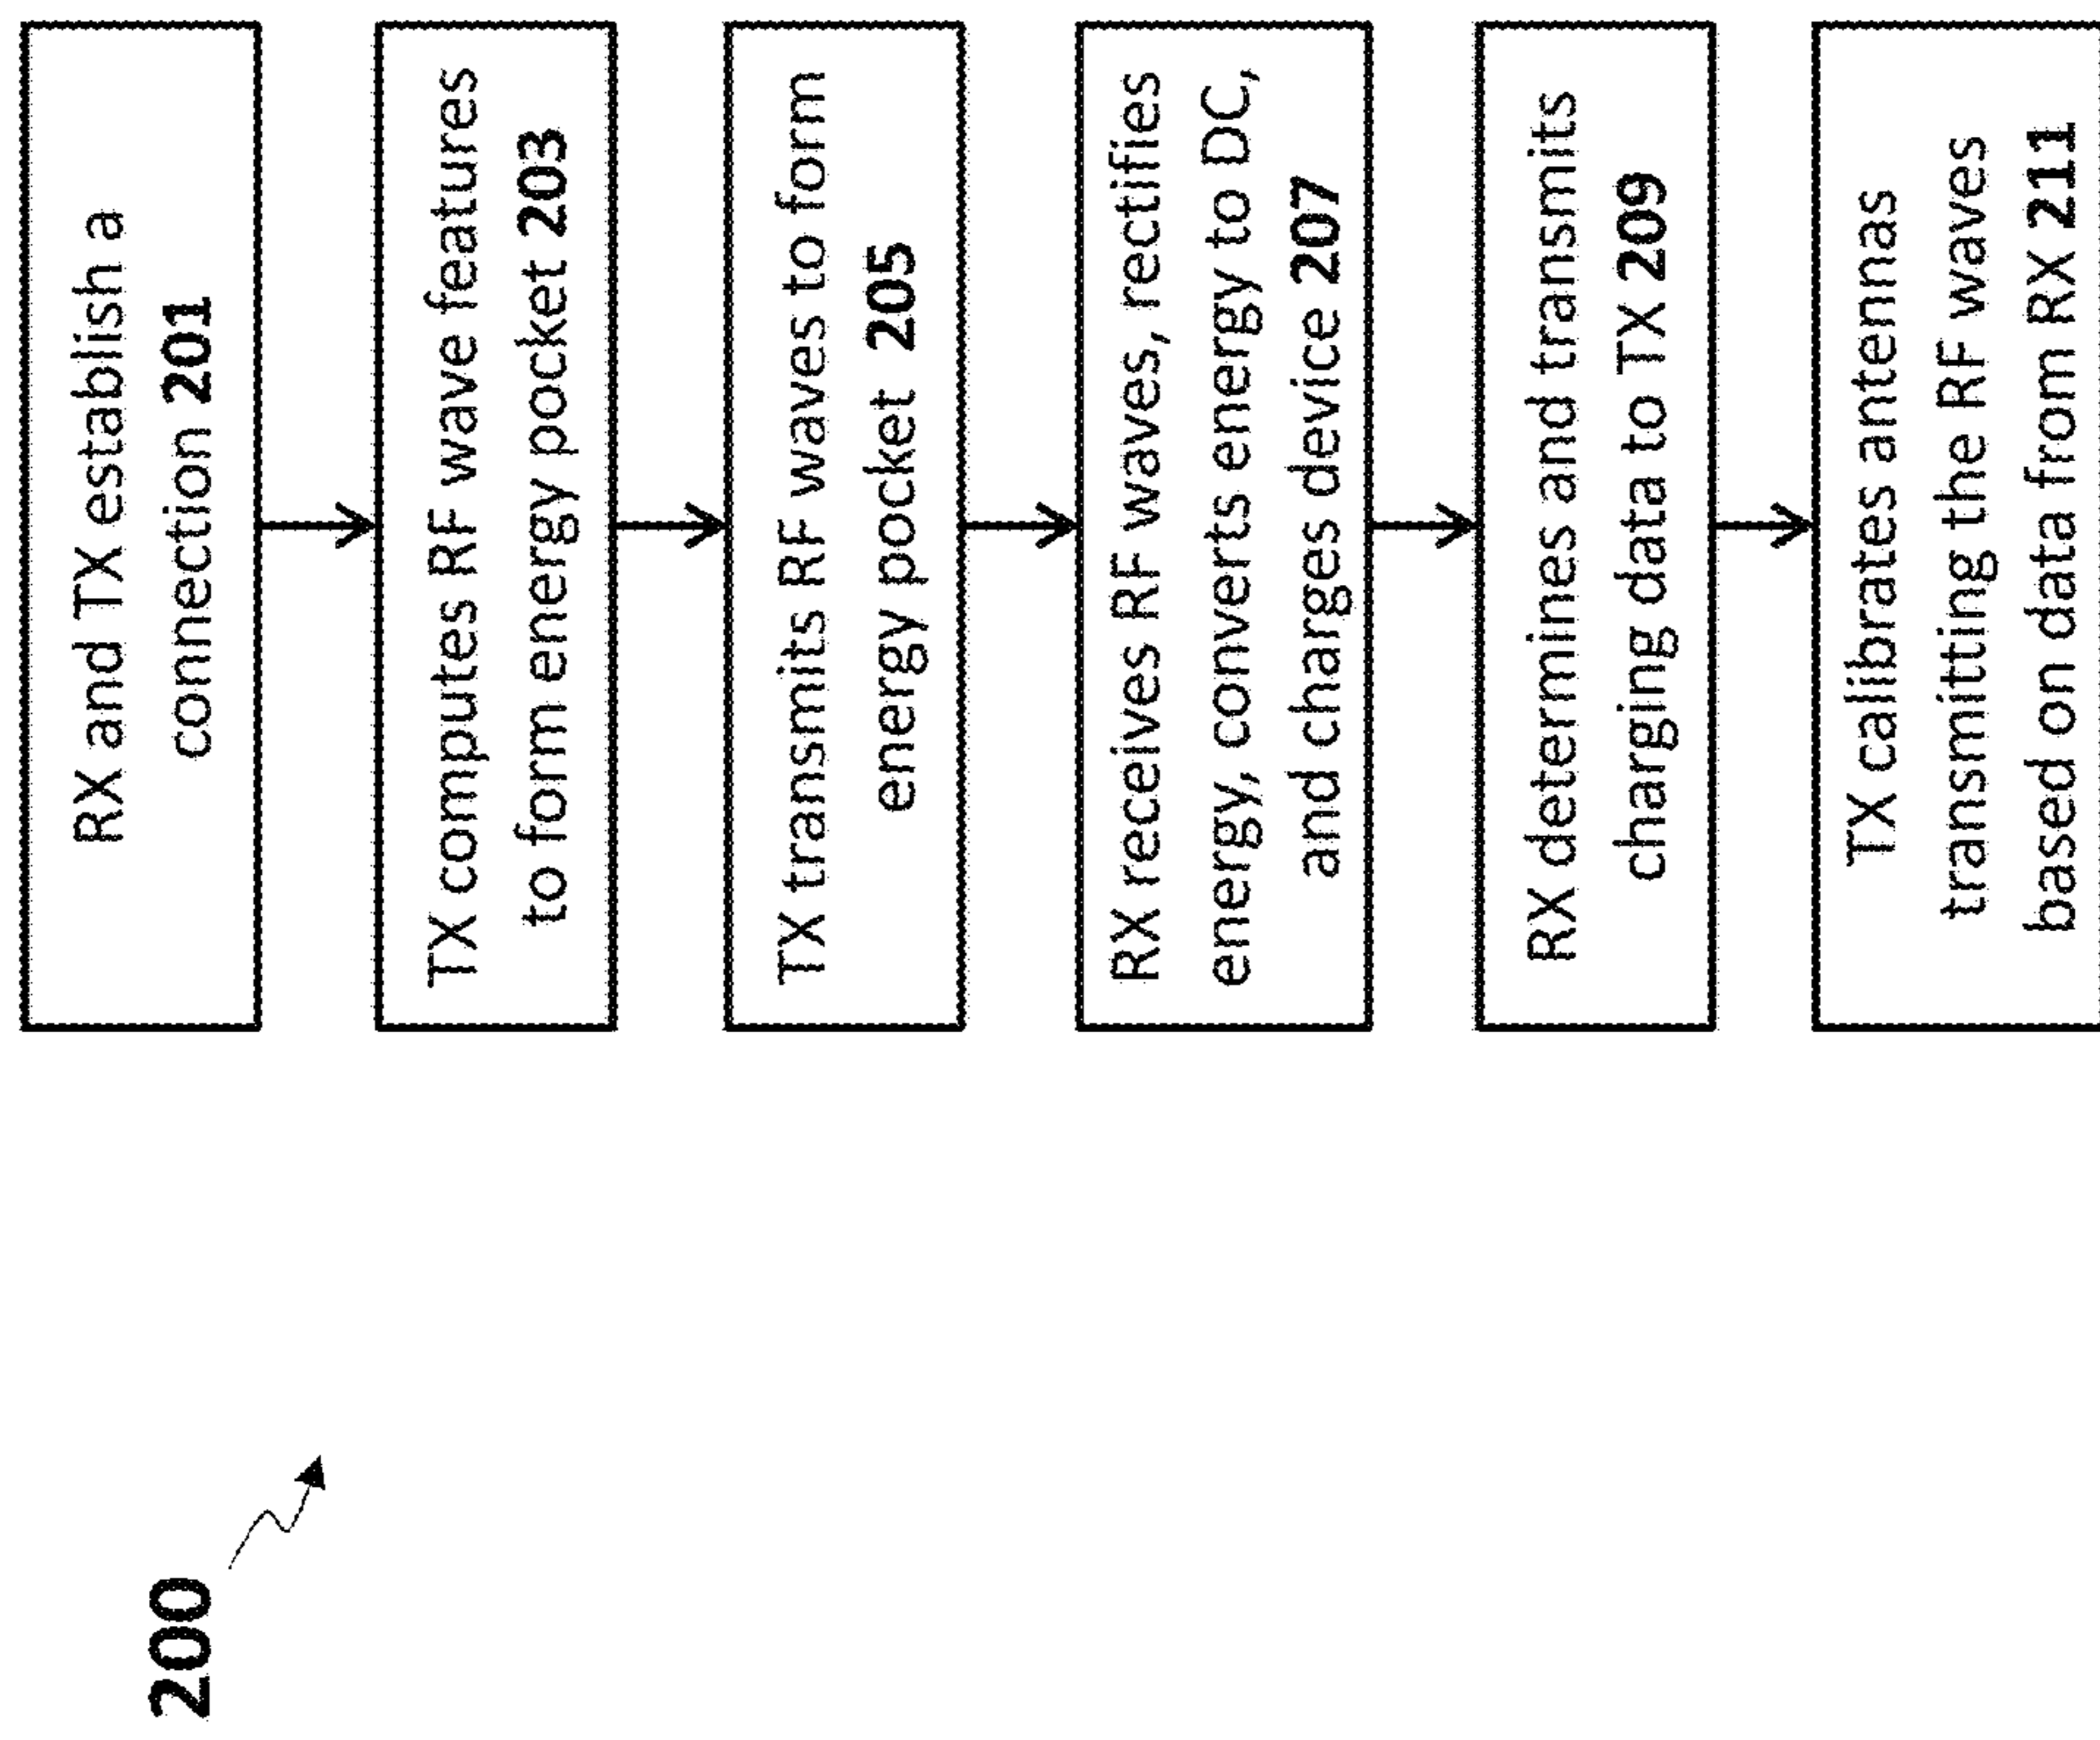 200
RX and TX establish a
connection 201
TX computes RF wave features
to form energy pocket 203
TX transmits RF waves to form
energy pocket 205
RX receives RF waves, rectifies
energy, converts energy to DC,
and charges device 207
RX determines and transmits
charging data to TX 209
TX calibrates antennas
transmitting the RF waves
based on data from RX 211